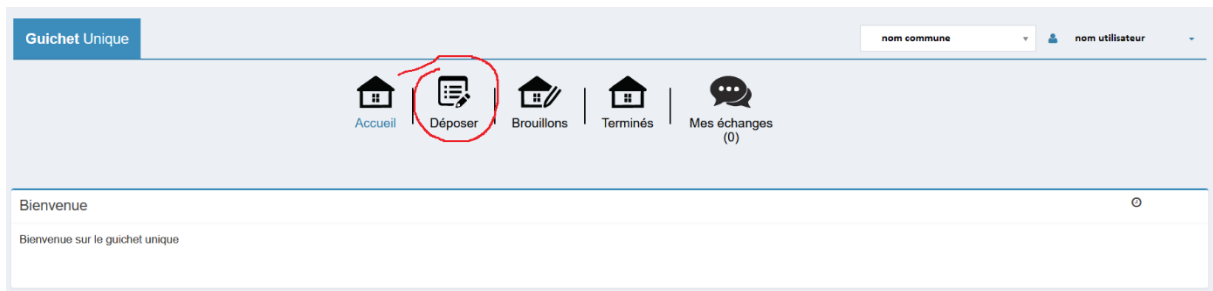 Guichet Unique
nom commune
nom utilisateur
Accueil
Déposer
Brouillons
Terminés
Mes échanges
(0)
Bienvenue
Bienvenue sur le guichet unique